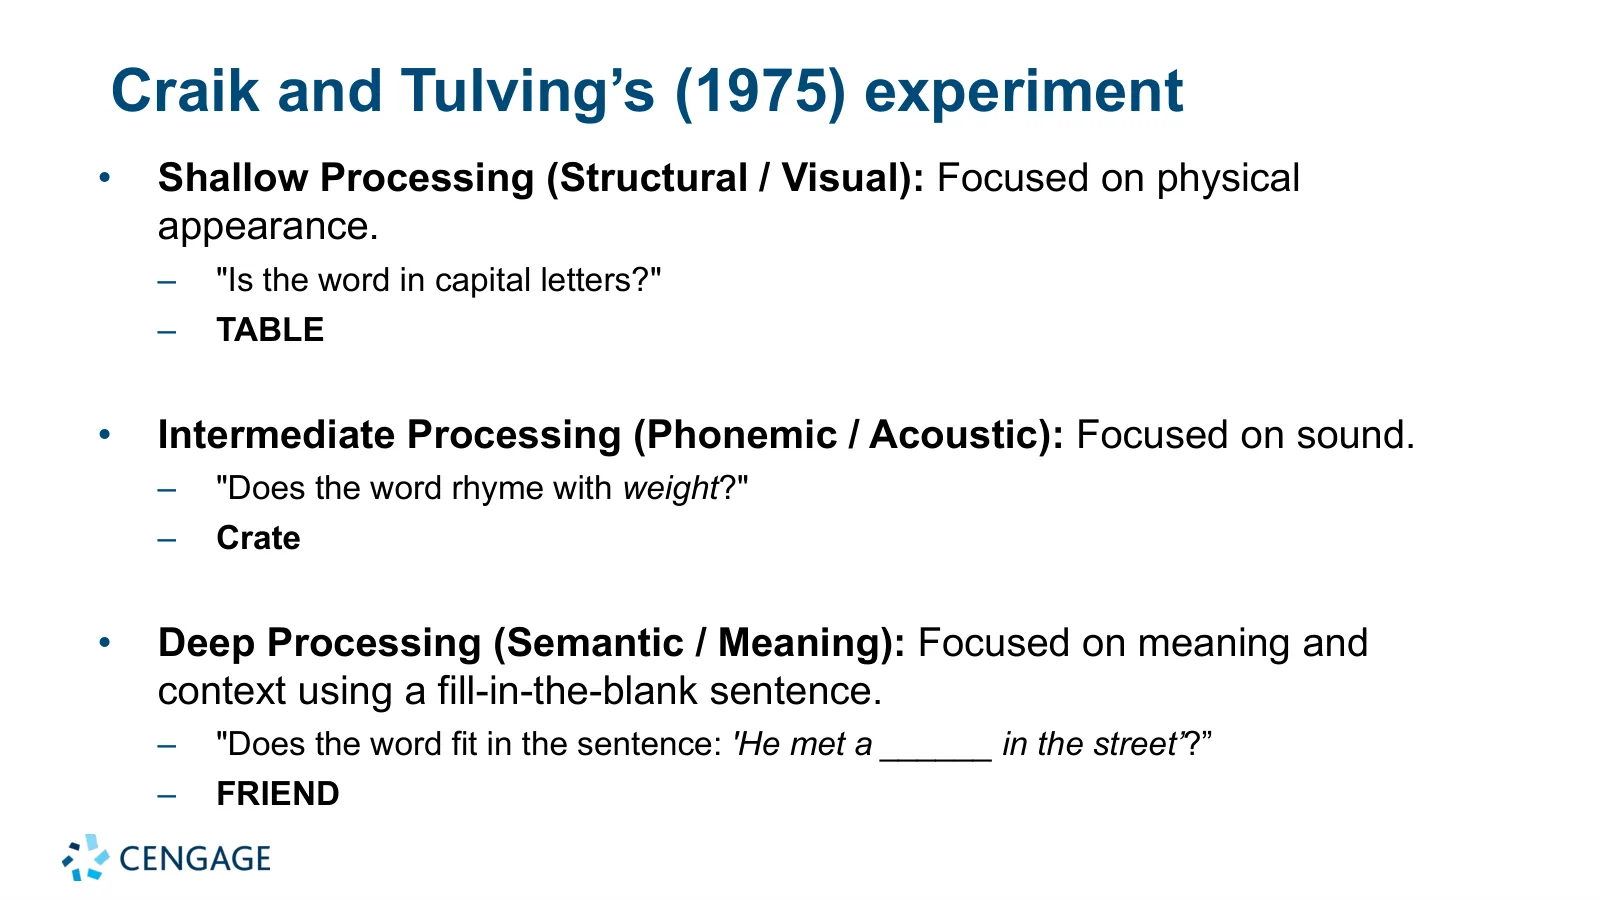 Craik and Tulving’s (1975) experiment
• Shallow Processing (Structural / Visual): Focused on physical
appearance.
– "Is the word in capital letters?"
– TABLE
• Intermediate Processing (Phonemic / Acoustic): Focused on sound.
– "Does the word rhyme with weight?"
– Crate
• Deep Processing (Semantic / Meaning): Focused on meaning and
context using a fill-in-the-blank sentence.
– "Does the word fit in the sentence: 'He met a ______ in the street’?”
– FRIEND
CENGAGE